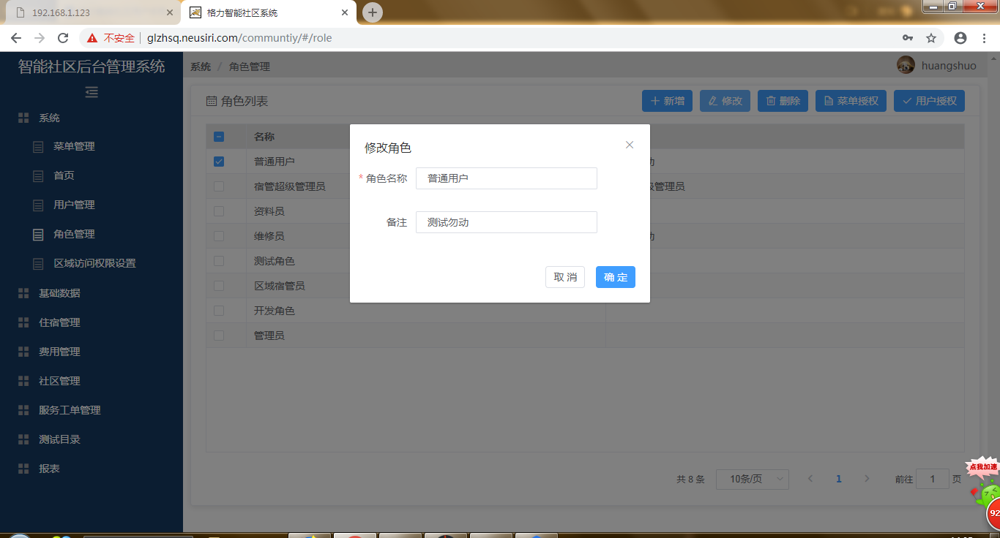 192.168.1.123
格力智能社区系统
不安全 glzhsq.neusiri.com/communtiy/#/role
智能社区后台管理系统
系统 / 角色管理
huangshuo
系统
菜单管理
首页
用户管理
角色管理
区域访问权限设置
基础数据
住宿管理
费用管理
社区管理
服务工单管理
测试目录
报表
角色列表
新增
修改
删除
菜单授权
用户授权
名称
普通用户
宿管超级管理员
级管理员
资料员
维修员
测试角色
区域宿管员
开发角色
管理员
修改角色
* 角色名称 普通用户
备注 测试勿动
取消 确定
共 8 条 10条/页 1 前往 1 页
点我加速
92